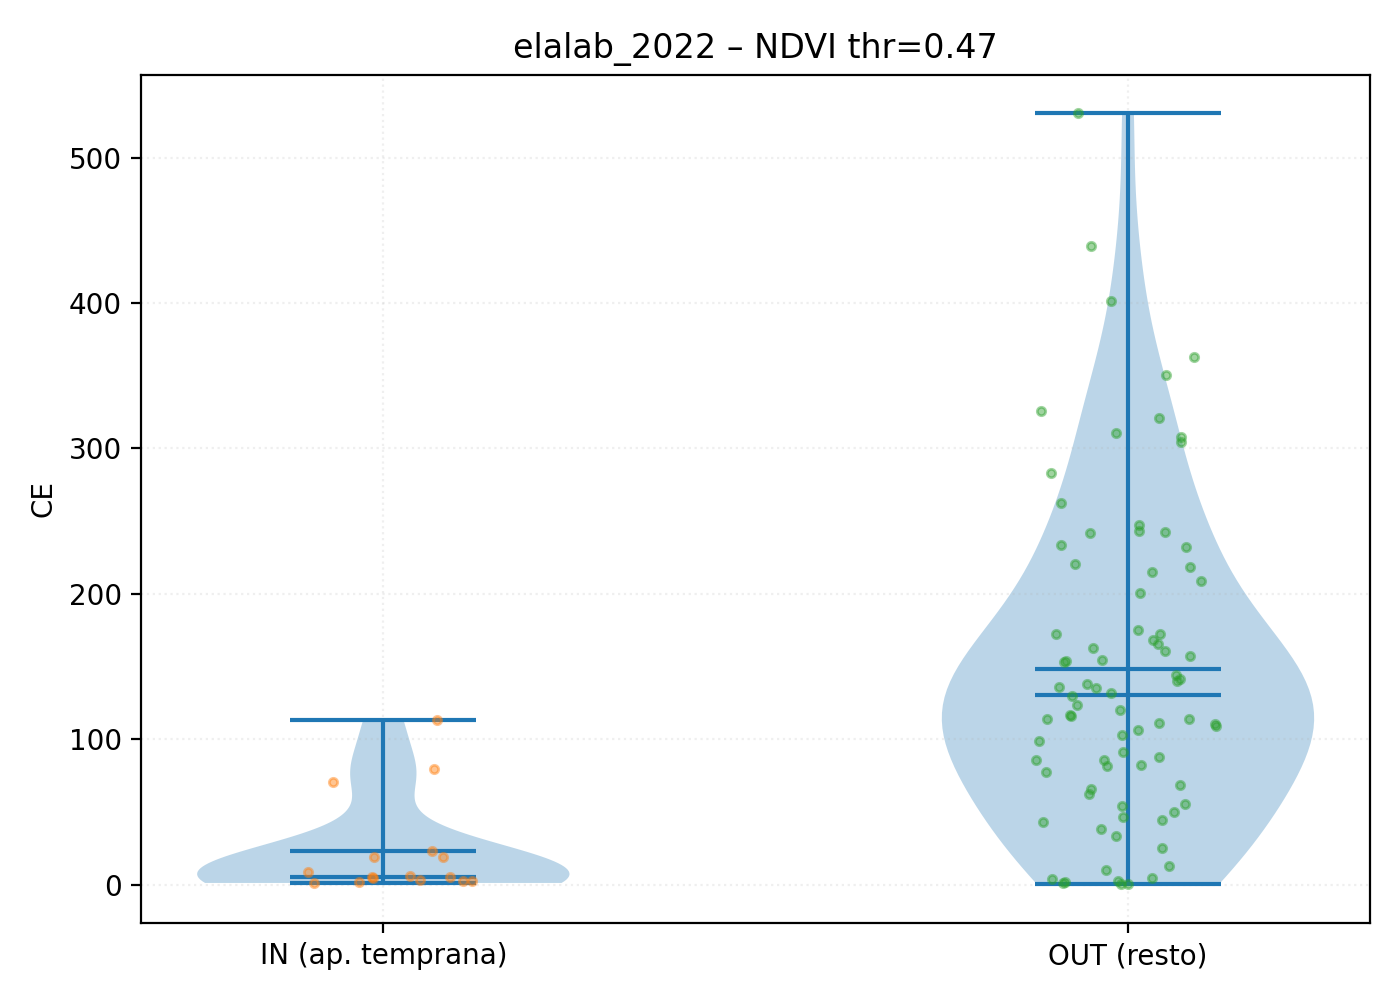 elalab_2022 – NDVI thr=0.47
CE
500
400
300
200
100
0
IN (ap. temprana)
OUT (resto)